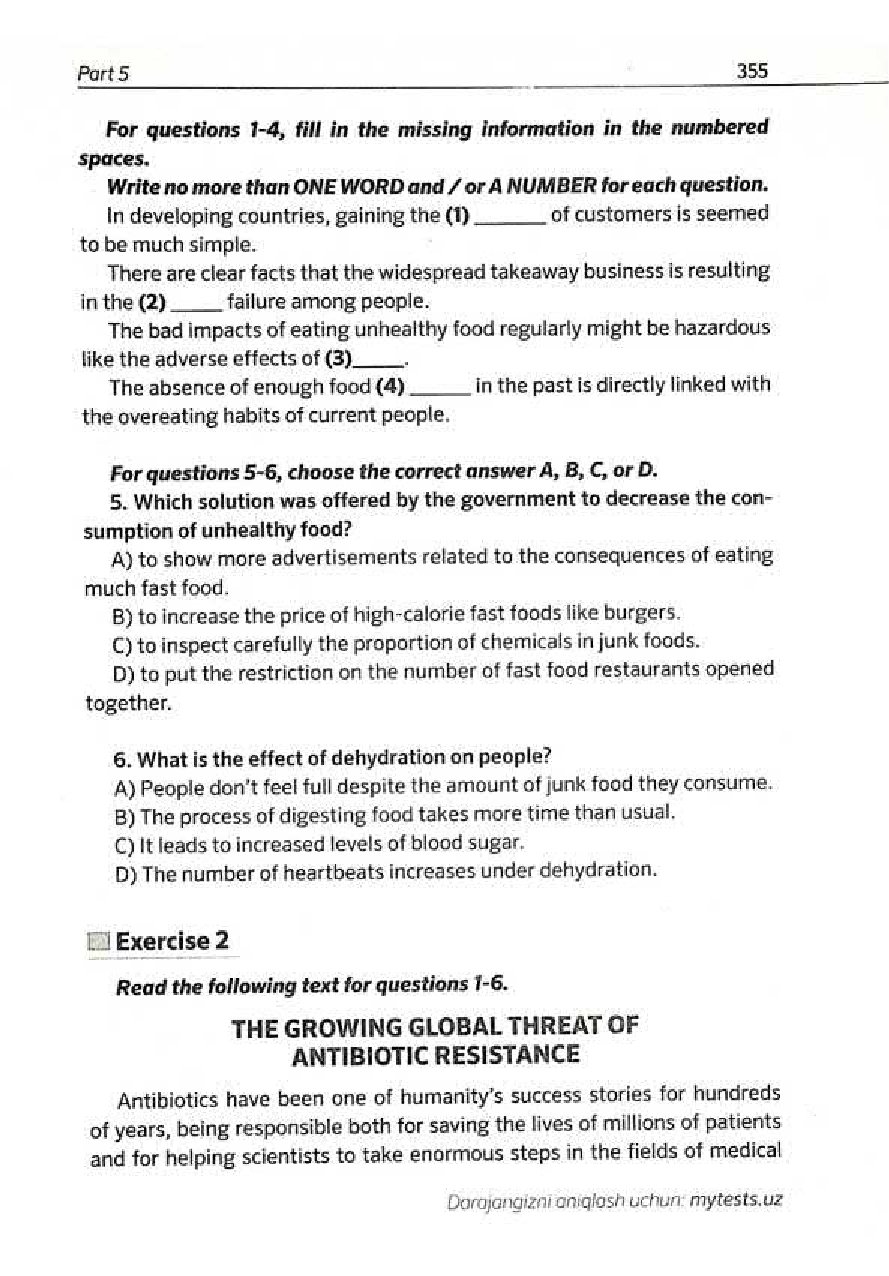 Part 5
355
For questions 1-4, fill in the missing information in the numbered
spaces.
Write no more than ONE WORD and / or A NUMBER for each question.
In developing countries, gaining the (1) ______ of customers is seemed
to be much simple.
There are clear facts that the widespread takeaway business is resulting
in the (2) ____ failure among people.
The bad impacts of eating unhealthy food regularly might be hazardous
like the adverse effects of (3)____.
The absence of enough food (4) _____ in the past is directly linked with
the overeating habits of current people.
For questions 5-6, choose the correct answer A, B, C, or D.
5. Which solution was offered by the government to decrease the con-
sumption of unhealthy food?
A) to show more advertisements related to the consequences of eating
much fast food.
B) to increase the price of high-calorie fast foods like burgers.
C) to inspect carefully the proportion of chemicals in junk foods.
D) to put the restriction on the number of fast food restaurants opened
together.
6. What is the effect of dehydration on people?
A) People don't feel full despite the amount of junk food they consume.
B) The process of digesting food takes more time than usual.
C) It leads to increased levels of blood sugar.
D) The number of heartbeats increases under dehydration.
Exercise 2
Read the following text for questions 1-6.
THE GROWING GLOBAL THREAT OF
ANTIBIOTIC RESISTANCE
Antibiotics have been one of humanity's success stories for hundreds
of years, being responsible both for saving the lives of millions of patients
and for helping scientists to take enormous steps in the fields of medical
Darajangizni aniqlash uchun: mytests.uz